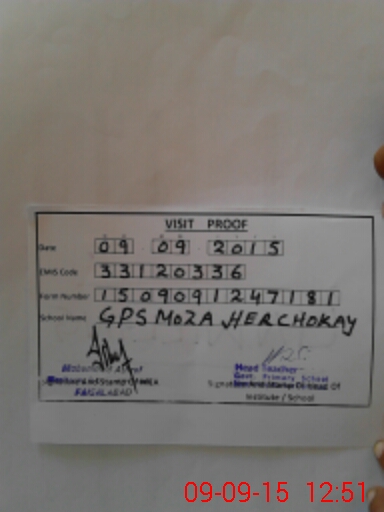 VISIT PROOF
Date 09 09 2015
EMIS Code 33120336
Form Number 150909124718 1
School Name GPS MOZA HERCHOKAY
Head Teacher
Govt. Primary School
FAISALABAD
Institute / School
09-09-15 12:51